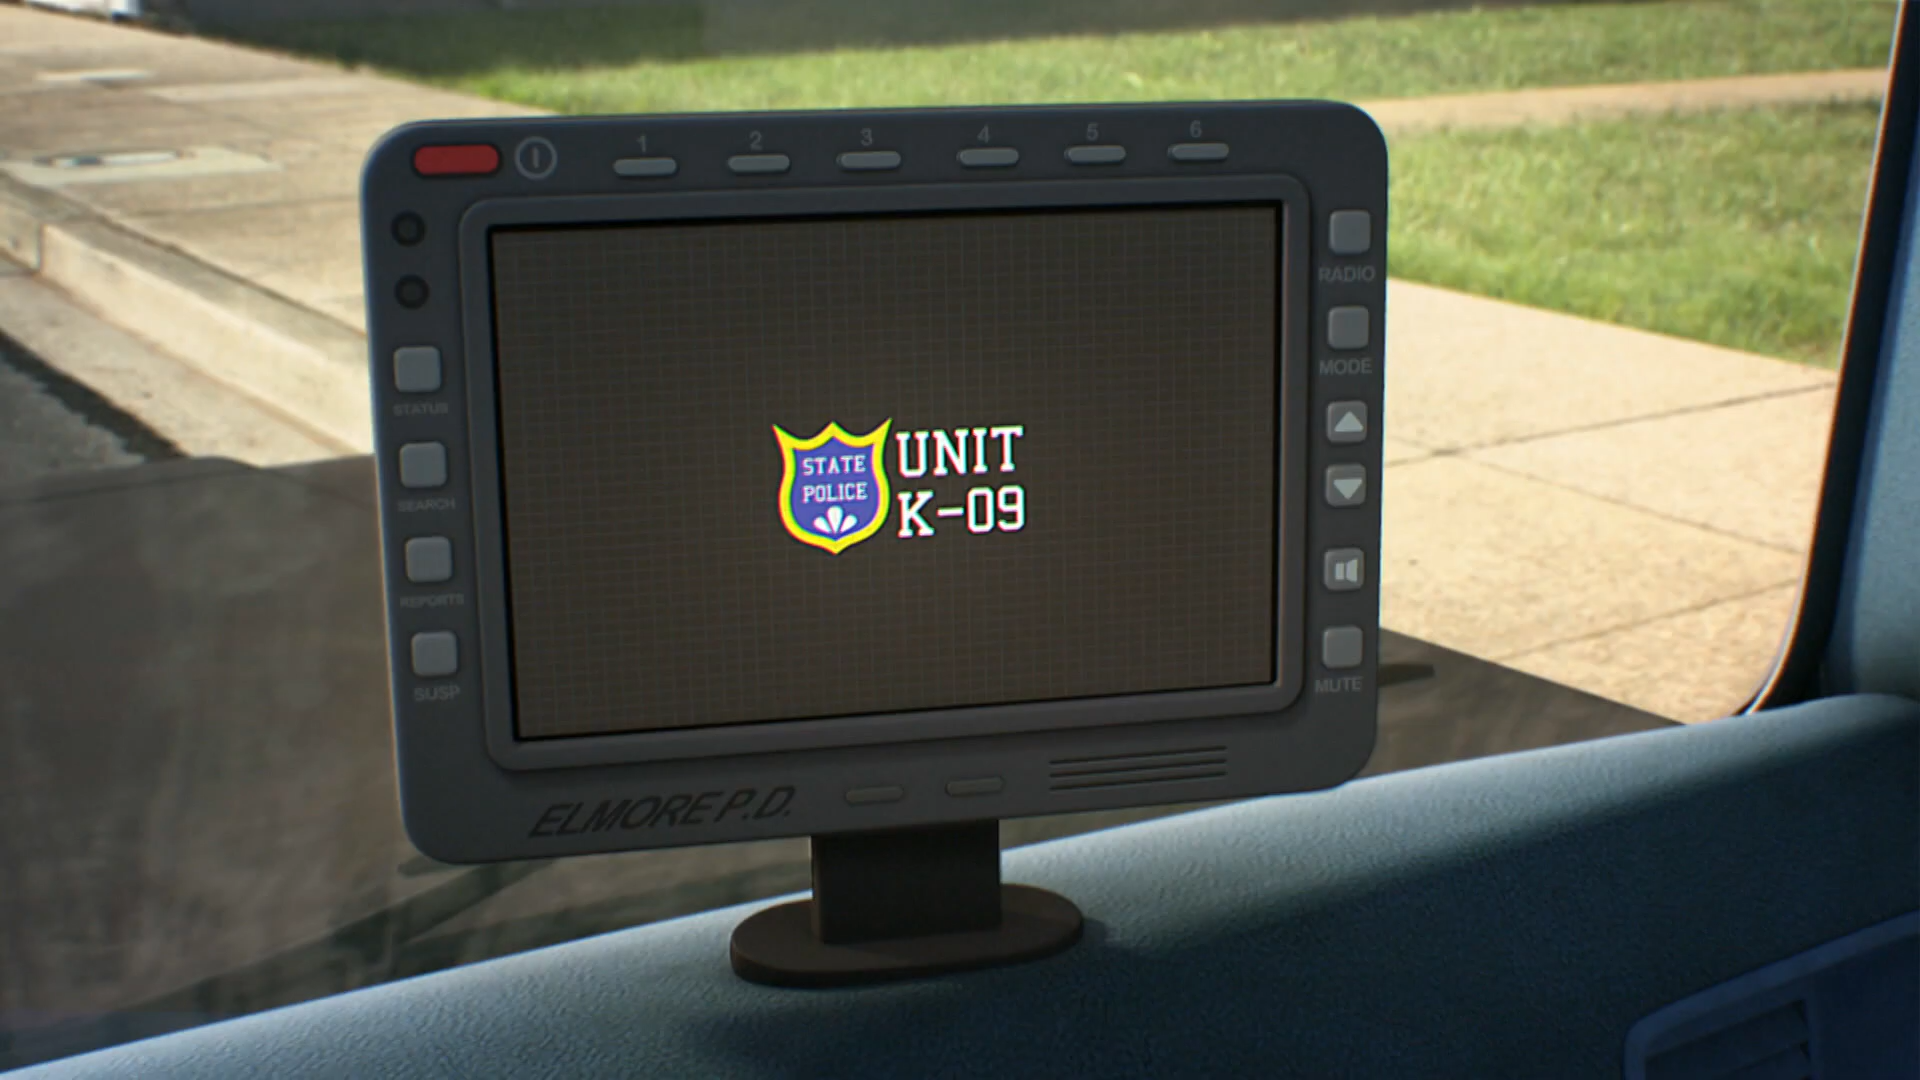 1 2 3 4 5 6
RADIO
MODE
STATUS
SEARCH
REPORTS
SUSP
MUTE
STATE
POLICE
UNIT
K-09
ELMORE P.D.